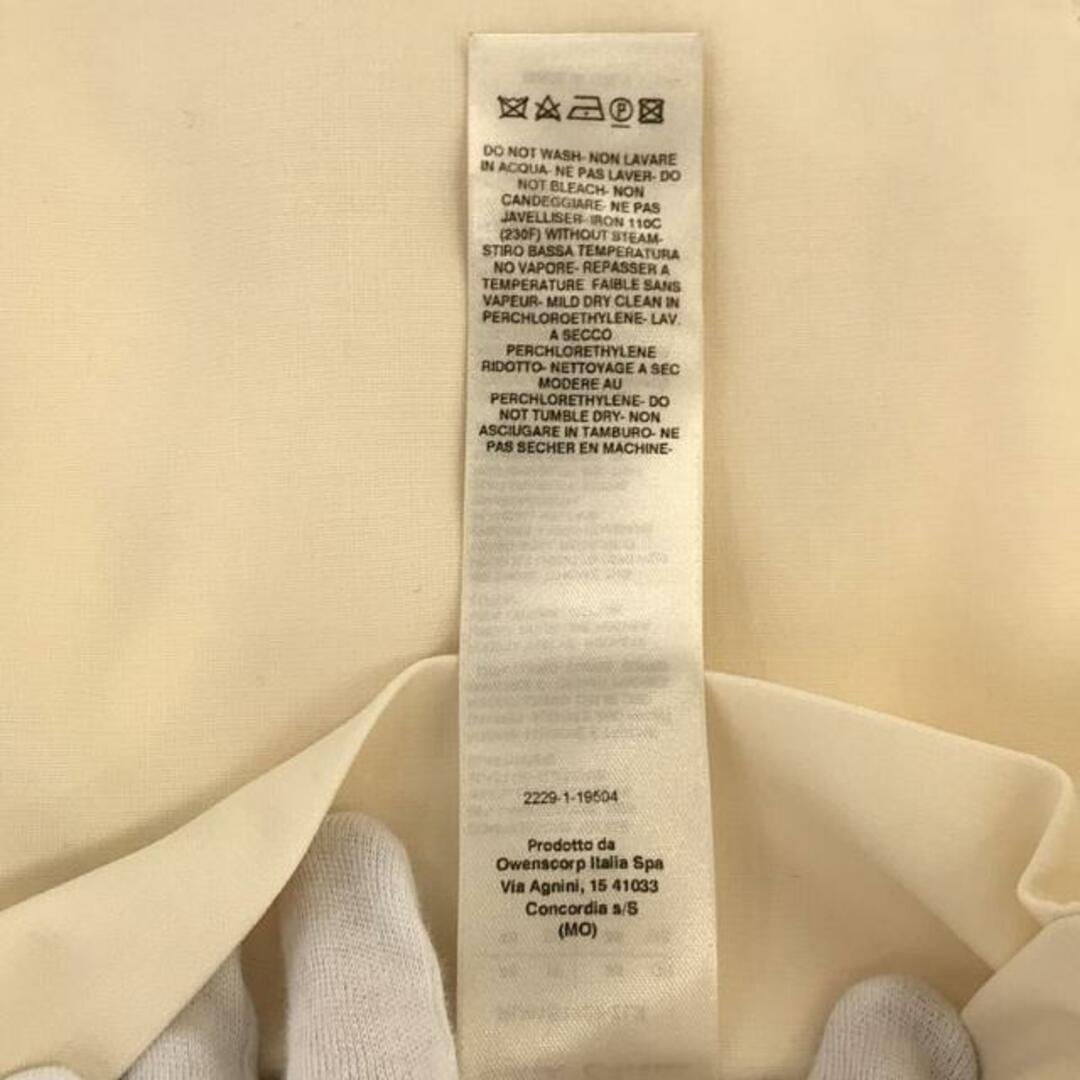 DO NOT WASH- NON LAVARE
IN ACQUA- NE PAS LAVER- DO
NOT BLEACH- NON
CANDEGGIARE- NE PAS
JAVELLISER- IRON 110C
(230F) WITHOUT STEAM-
STIRO BASSA TEMPERATURA
NO VAPORE- REPASSER A
TEMPERATURE FAIBLE SANS
VAPEUR- MILD DRY CLEAN IN
PERCHLOROETHYLENE- LAV.
A SECCO
PERCHLORETHYLENE
RIDOTTO- NETTOYAGE A SEC
MODERE AU
PERCHLORETHYLENE- DO
NOT TUMBLE DRY- NON
ASCIUGARE IN TAMBURO- NE
PAS SECHER EN MACHINE-
2229-1-19504
Prodotto da
Owenscorp Italia Spa
Via Agnini, 15 41033
Concordia s/S
(MO)